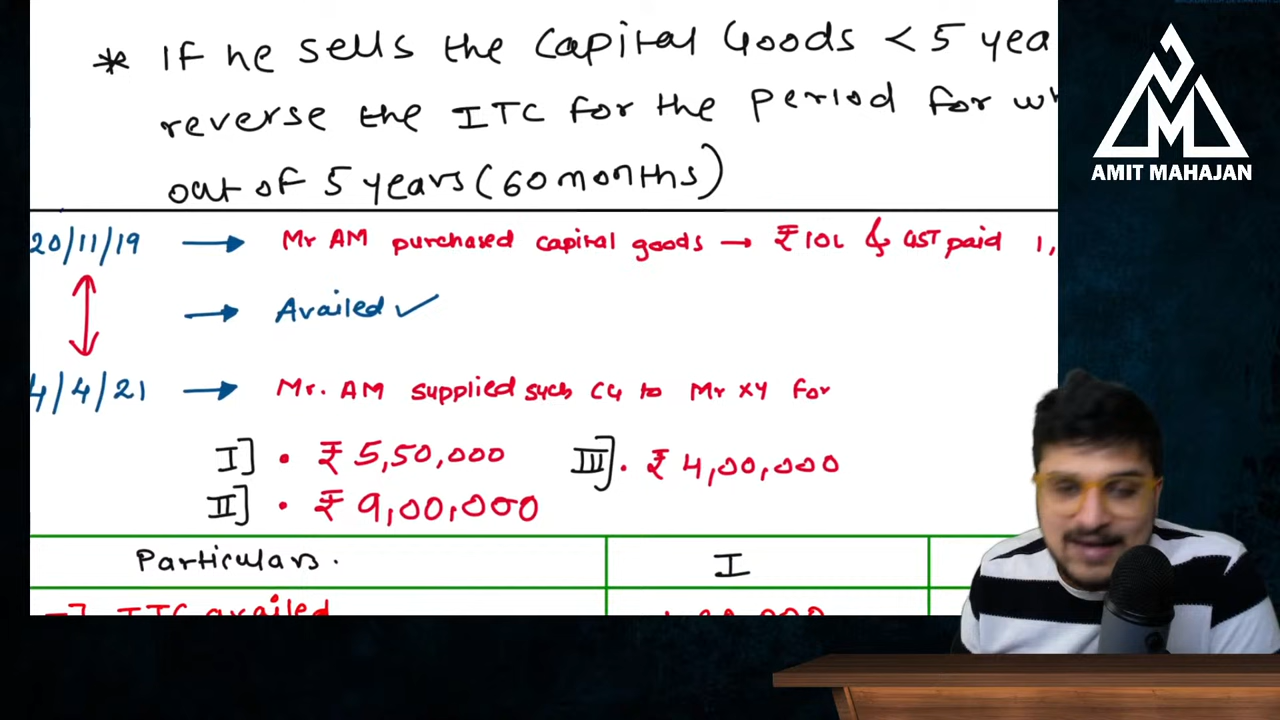 * If he sells the Capital Goods < 5 yea
reverse the ITC for the period for wh
out of 5 years (60 months)
20/11/19 → Mr AM purchased capital goods → ₹10L & GST paid 1,
→ Availed ✓
4/4/21 → Mr. AM supplied such CG to Mr XY for
I] • ₹ 5,50,000 III] • ₹ 4,00,000
II] • ₹ 9,00,000
Particulars. I
ITC availed
AMIT MAHAJAN